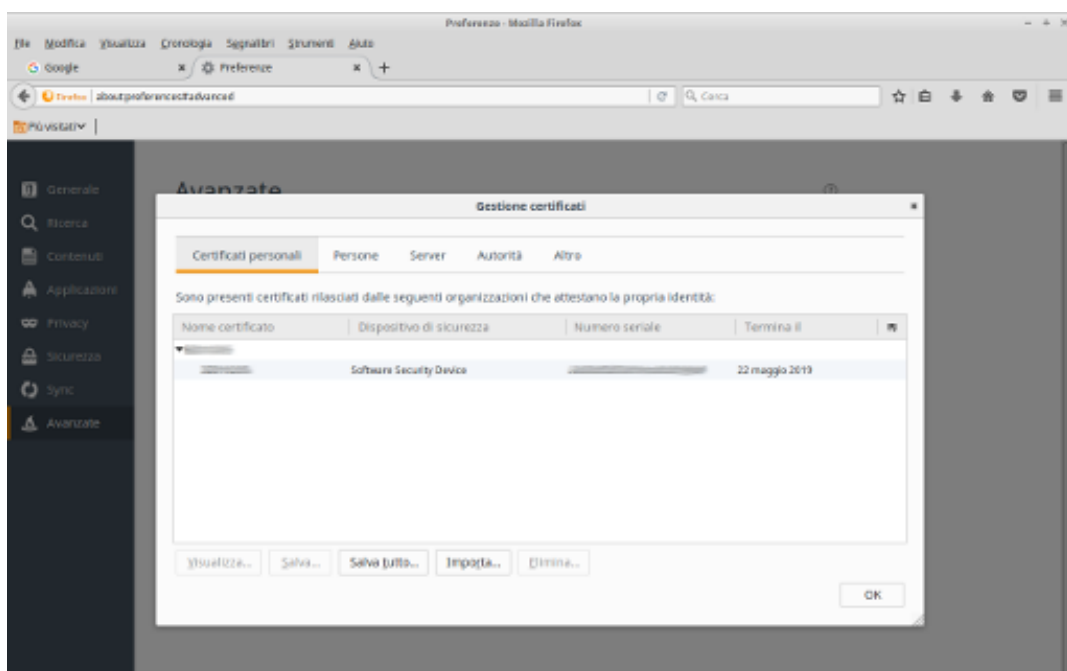 Preferenze - Mozilla Firefox
File Modifica Visualizza Cronologia Segnalibri Strumenti Aiuto
Google Preferenze
Firefox about:preferences#advanced Cerca
Più visitati
Generale Avanzate
Ricerca
Contenuti
Applicazioni
Privacy
Sicurezza
Sync
Avanzate
Gestione certificati
Certificati personali Persone Server Autorità Altro
Sono presenti certificati rilasciati dalle seguenti organizzazioni che attestano la propria identità:
Nome certificato Dispositivo di sicurezza Numero seriale Termina il
Software Security Device 22 maggio 2019
Visualizza... Salva... Salva tutto... Importa... Elimina...
OK